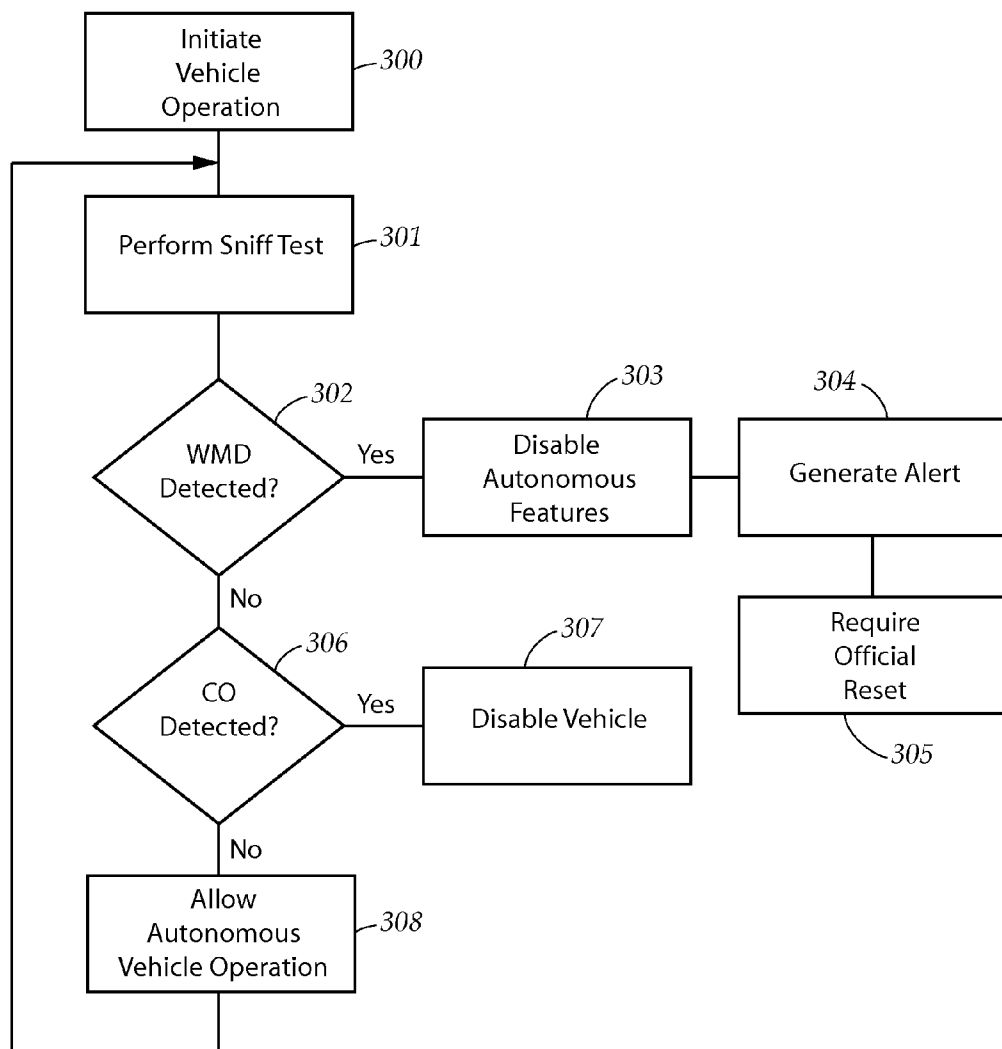 Initiate
Vehicle
Operation
300
Perform Sniff Test
301
WMD
Detected?
302
Yes
Disable
Autonomous
Features
303
Generate Alert
304
Require
Official
Reset
305
No
CO
Detected?
306
Yes
Disable Vehicle
307
No
Allow
Autonomous
Vehicle Operation
308